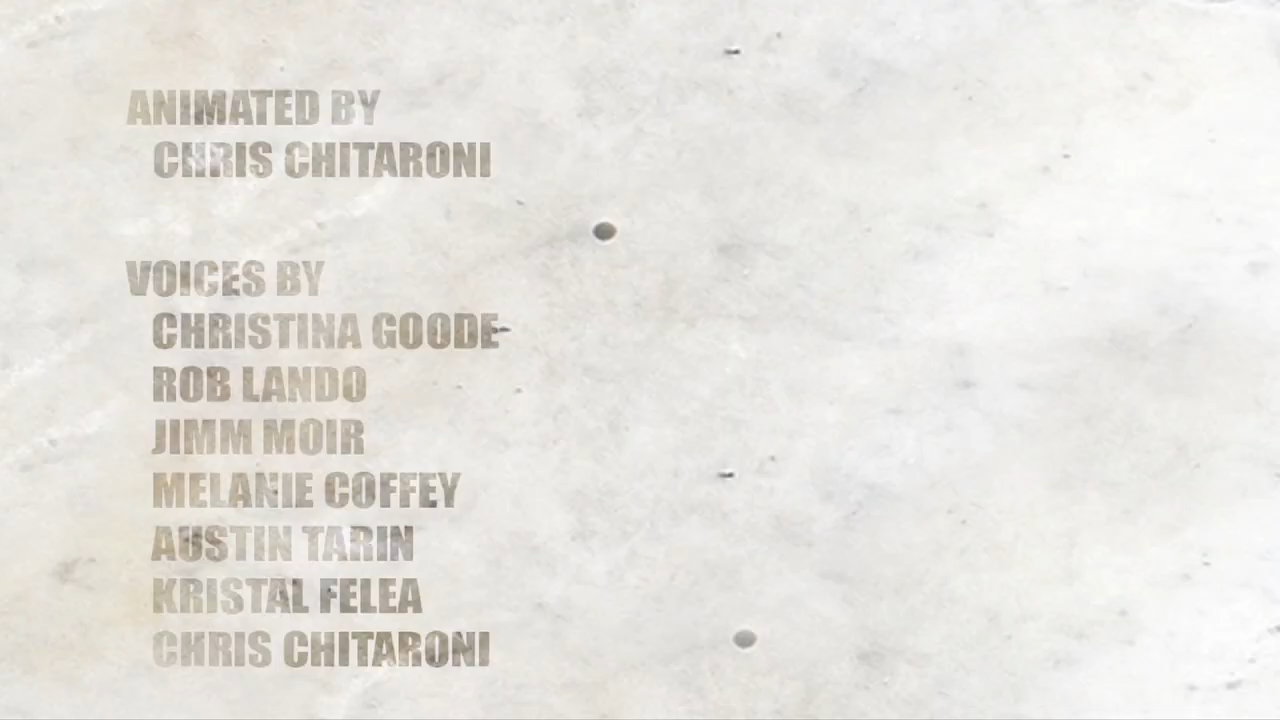 ANIMATED BY
CHRIS CHITARONI
VOICES BY
CHRISTINA GOODE
ROB LANDO
JIMM MOIR
MELANIE COFFEY
AUSTIN TARIN
KRISTAL FELEA
CHRIS CHITARONI